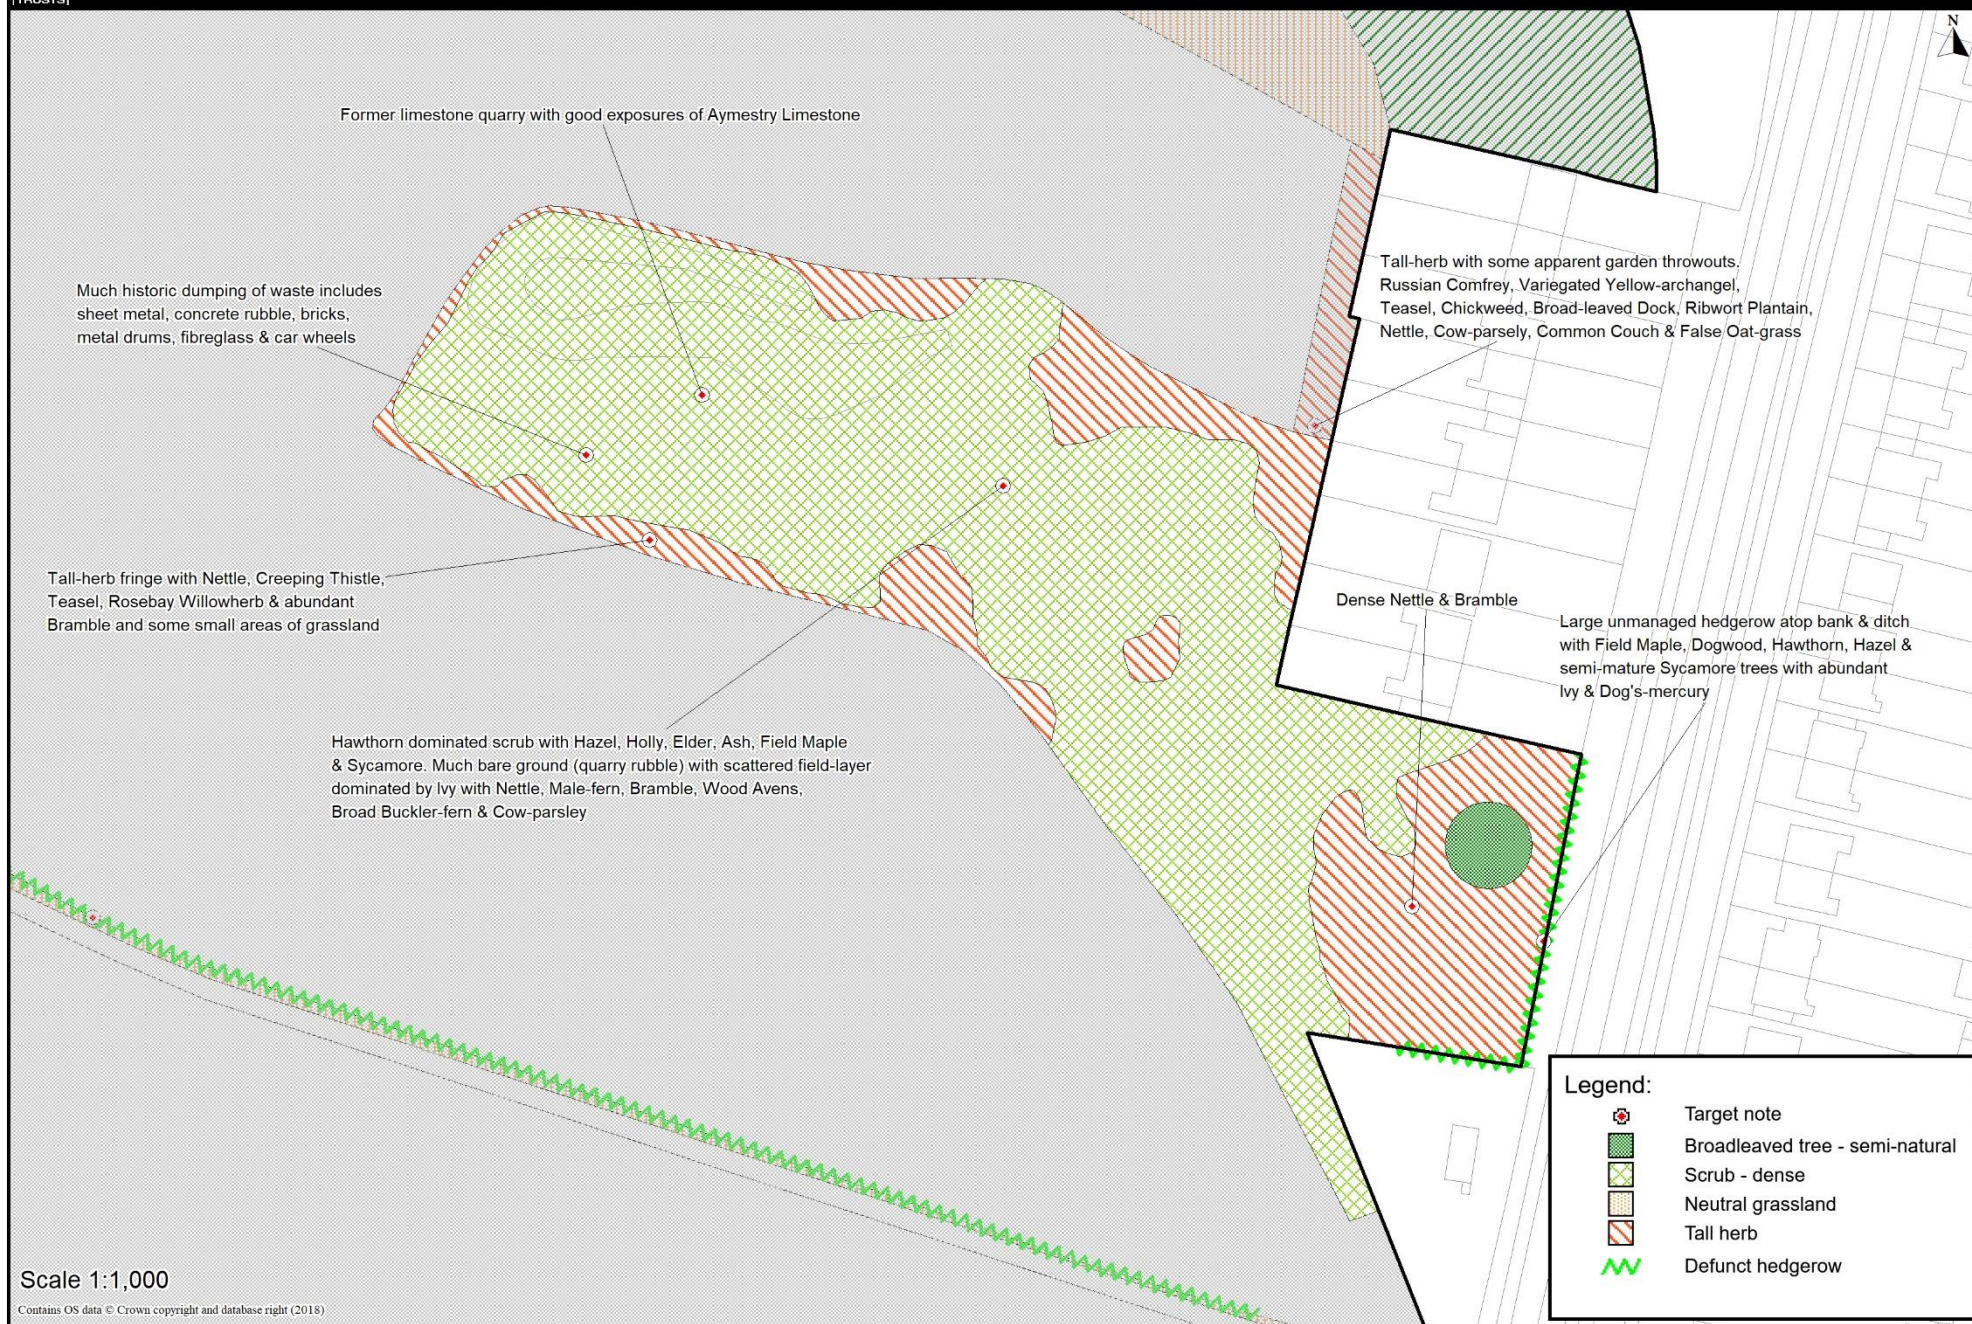 TRUSTS]
N
Former limestone quarry with good exposures of Aymestry Limestone
Much historic dumping of waste includes
sheet metal, concrete rubble, bricks,
metal drums, fibreglass & car wheels
Tall-herb with some apparent garden throwouts.
Russian Comfrey, Variegated Yellow-archangel,
Teasel, Chickweed, Broad-leaved Dock, Ribwort Plantain,
Nettle, Cow-parsely, Common Couch & False Oat-grass
Tall-herb fringe with Nettle, Creeping Thistle,
Teasel, Rosebay Willowherb & abundant
Bramble and some small areas of grassland
Dense Nettle & Bramble
Large unmanaged hedgerow atop bank & ditch
with Field Maple, Dogwood, Hawthorn, Hazel &
semi-mature Sycamore trees with abundant
Ivy & Dog's-mercury
Hawthorn dominated scrub with Hazel, Holly, Elder, Ash, Field Maple
& Sycamore. Much bare ground (quarry rubble) with scattered field-layer
dominated by Ivy with Nettle, Male-fern, Bramble, Wood Avens,
Broad Buckler-fern & Cow-parsley
Legend:
Target note
Broadleaved tree - semi-natural
Scrub - dense
Neutral grassland
Tall herb
Defunct hedgerow
Scale 1:1,000
Contains OS data © Crown copyright and database right (2018)